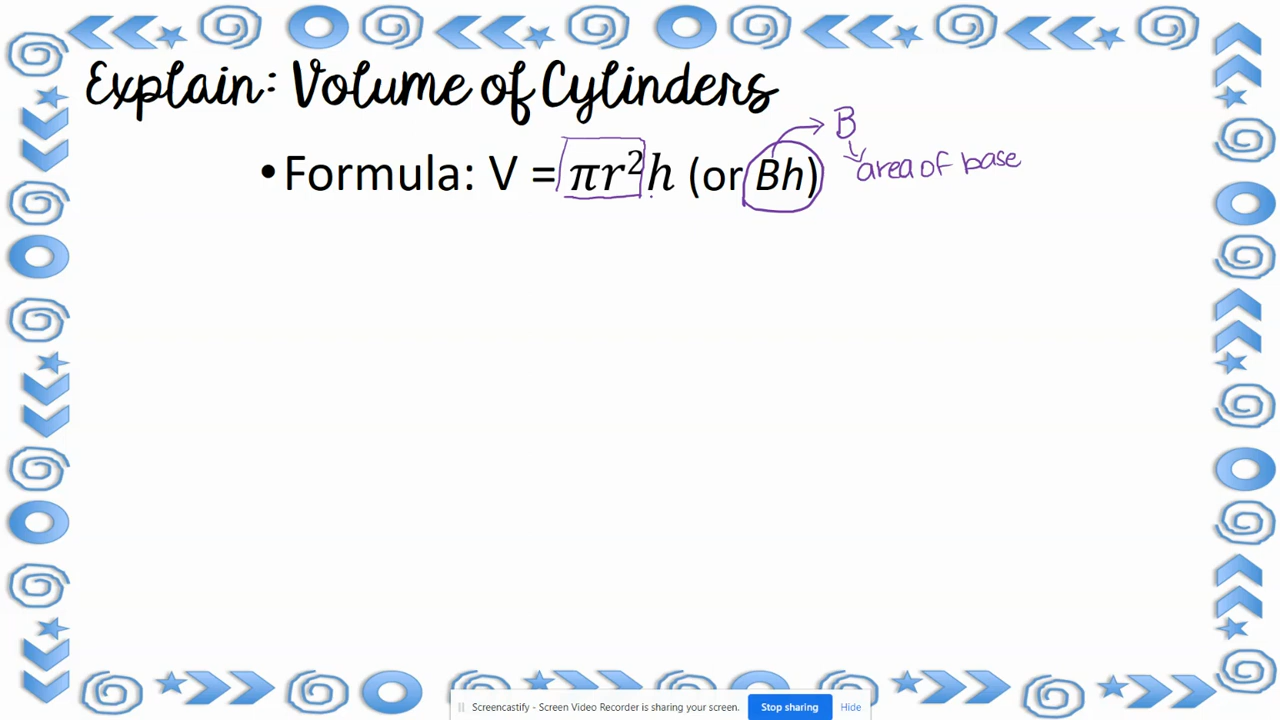 Explain: Volume of Cylinders
• Formula: V = πr²h (or Bh)
B
area of base
Screencastify - Screen Video Recorder is sharing your screen. Stop sharing Hide